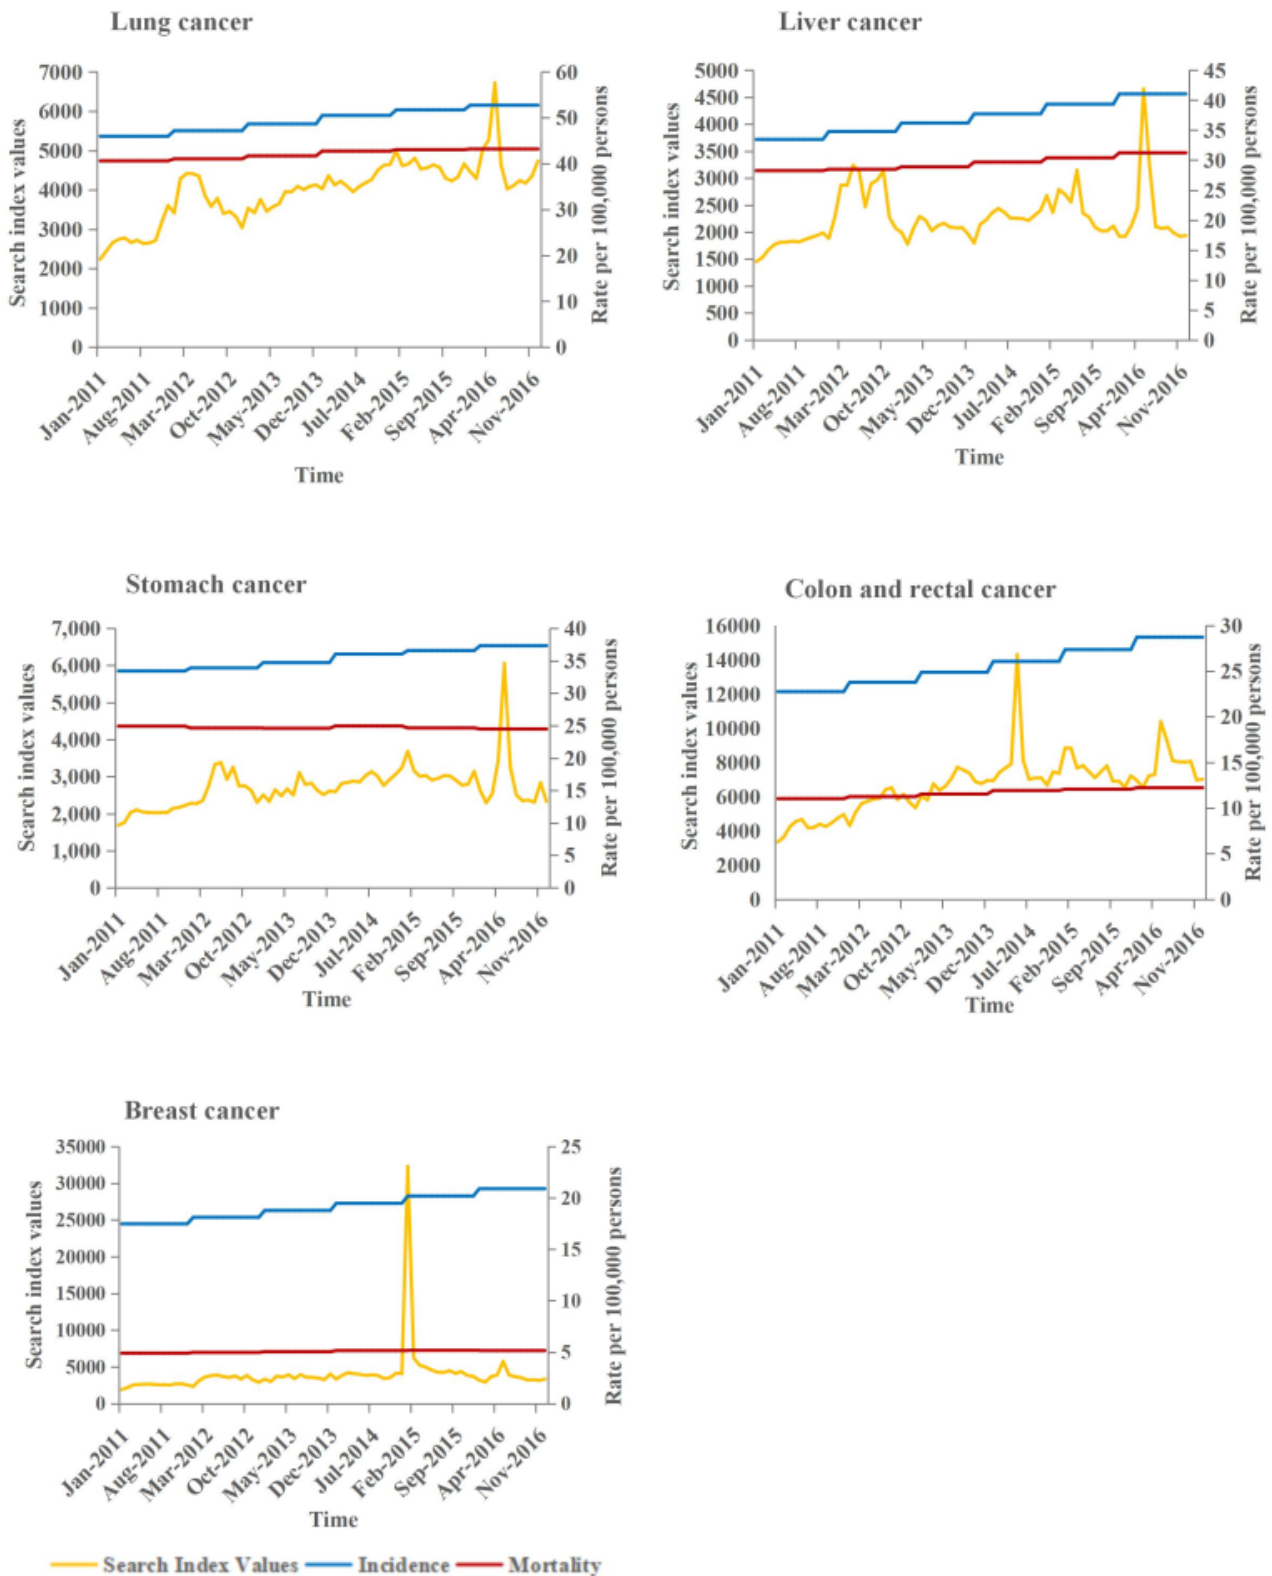 Lung cancer
Search index values
7000
6000
5000
4000
3000
2000
1000
0
60
50
40
30
20
10
0
Rate per 100,000 persons
Jan-2011
Aug-2011
Mar-2012
Oct-2012
May-2013
Dec-2013
Jul-2014
Feb-2015
Sep-2015
Apr-2016
Nov-2016
Time
Liver cancer
Search index values
5000
4500
4000
3500
3000
2500
2000
1500
1000
500
0
45
40
35
30
25
20
15
10
5
0
Rate per 100,000 persons
Jan-2011
Aug-2011
Mar-2012
Oct-2012
May-2013
Dec-2013
Jul-2014
Feb-2015
Sep-2015
Apr-2016
Nov-2016
Time
Stomach cancer
Search index values
7,000
6,000
5,000
4,000
3,000
2,000
1,000
0
40
35
30
25
20
15
10
5
0
Rate per 100,000 persons
Jan-2011
Aug-2011
Mar-2012
Oct-2012
May-2013
Dec-2013
Jul-2014
Feb-2015
Sep-2015
Apr-2016
Nov-2016
Time
Colon and rectal cancer
Search index values
16000
14000
12000
10000
8000
6000
4000
2000
0
30
25
20
15
10
5
0
Rate per 100,000 persons
Jan-2011
Aug-2011
Mar-2012
Oct-2012
May-2013
Dec-2013
Jul-2014
Feb-2015
Sep-2015
Apr-2016
Nov-2016
Time
Breast cancer
Search index values
35000
30000
25000
20000
15000
10000
5000
0
25
20
15
10
5
0
Rate per 100,000 persons
Jan-2011
Aug-2011
Mar-2012
Oct-2012
May-2013
Dec-2013
Jul-2014
Feb-2015
Sep-2015
Apr-2016
Nov-2016
Time
Search Index Values Incidence Mortality